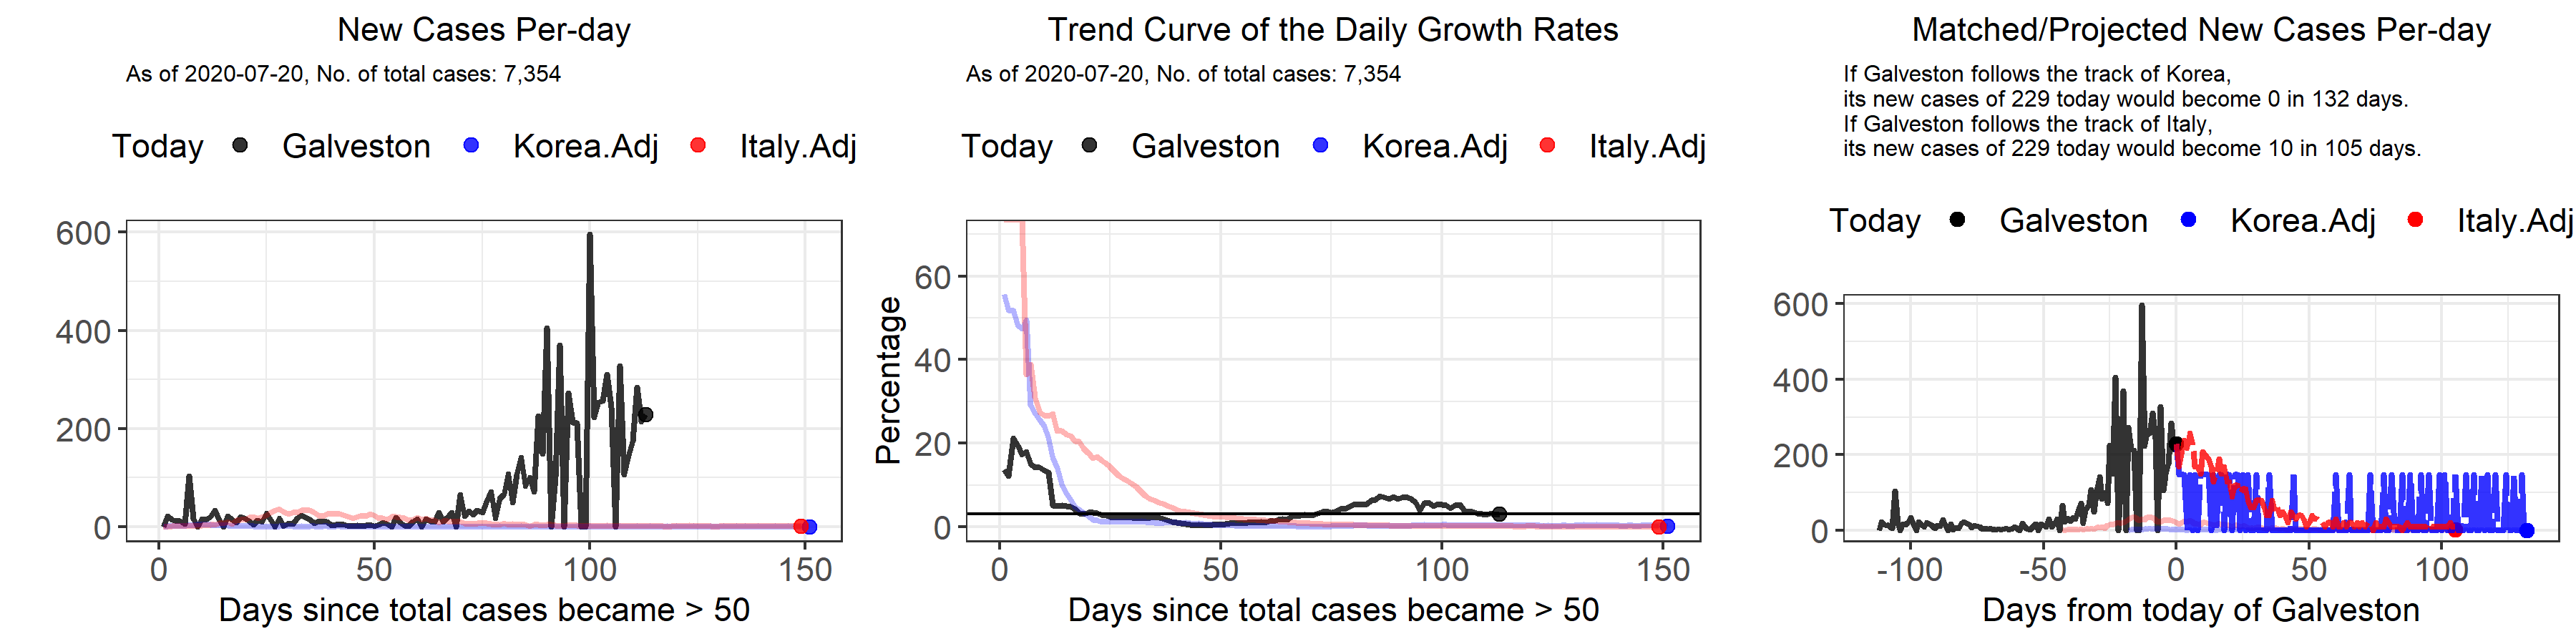 New Cases Per-day
As of 2020-07-20, No. of total cases: 7,354
Today Galveston Korea.Adj Italy.Adj
600
400
200
0
0 50 100 150
Days since total cases became > 50
Trend Curve of the Daily Growth Rates
As of 2020-07-20, No. of total cases: 7,354
Today Galveston Korea.Adj Italy.Adj
Percentage
60
40
20
0
0 50 100 150
Days since total cases became > 50
Matched/Projected New Cases Per-day
If Galveston follows the track of Korea,
its new cases of 229 today would become 0 in 132 days.
If Galveston follows the track of Italy,
its new cases of 229 today would become 10 in 105 days.
Today Galveston Korea.Adj Italy.Adj
600
400
200
0
-100 -50 0 50 100
Days from today of Galveston